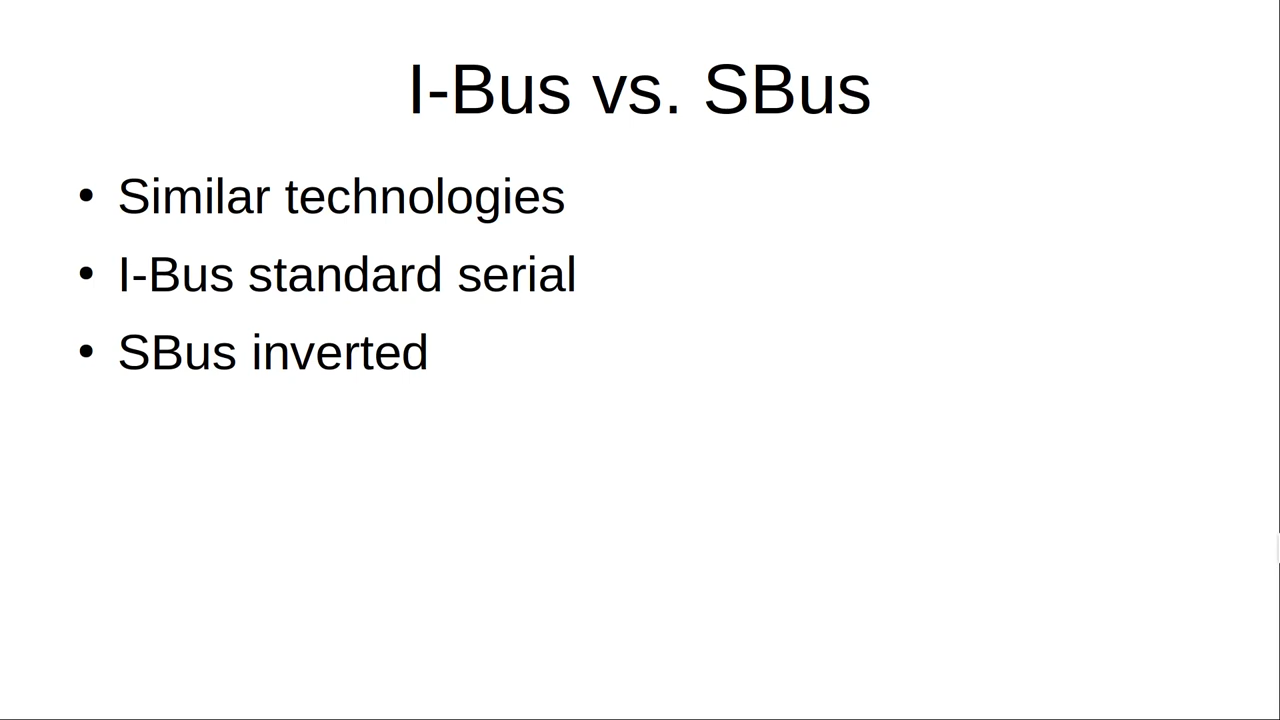 I-Bus vs. SBus
• Similar technologies
• I-Bus standard serial
• SBus inverted